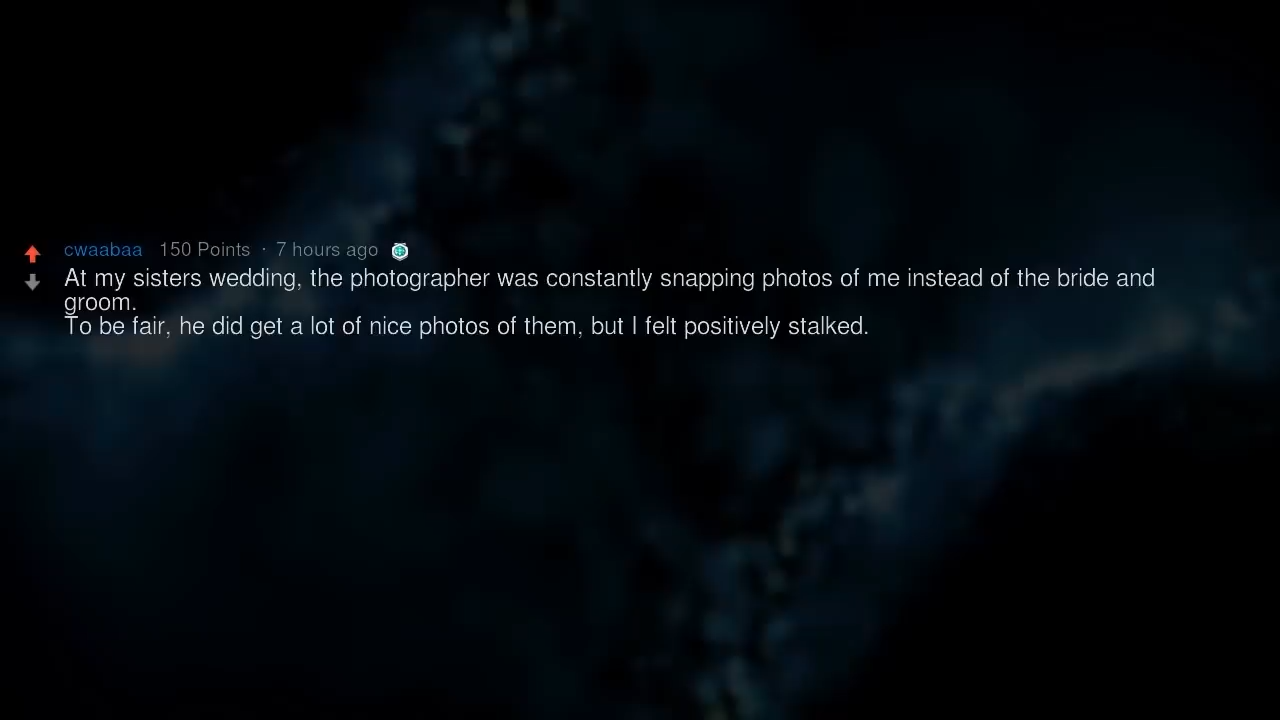 cwaabaa 150 Points · 7 hours ago
At my sisters wedding, the photographer was constantly snapping photos of me instead of the bride and
groom.
To be fair, he did get a lot of nice photos of them, but I felt positively stalked.